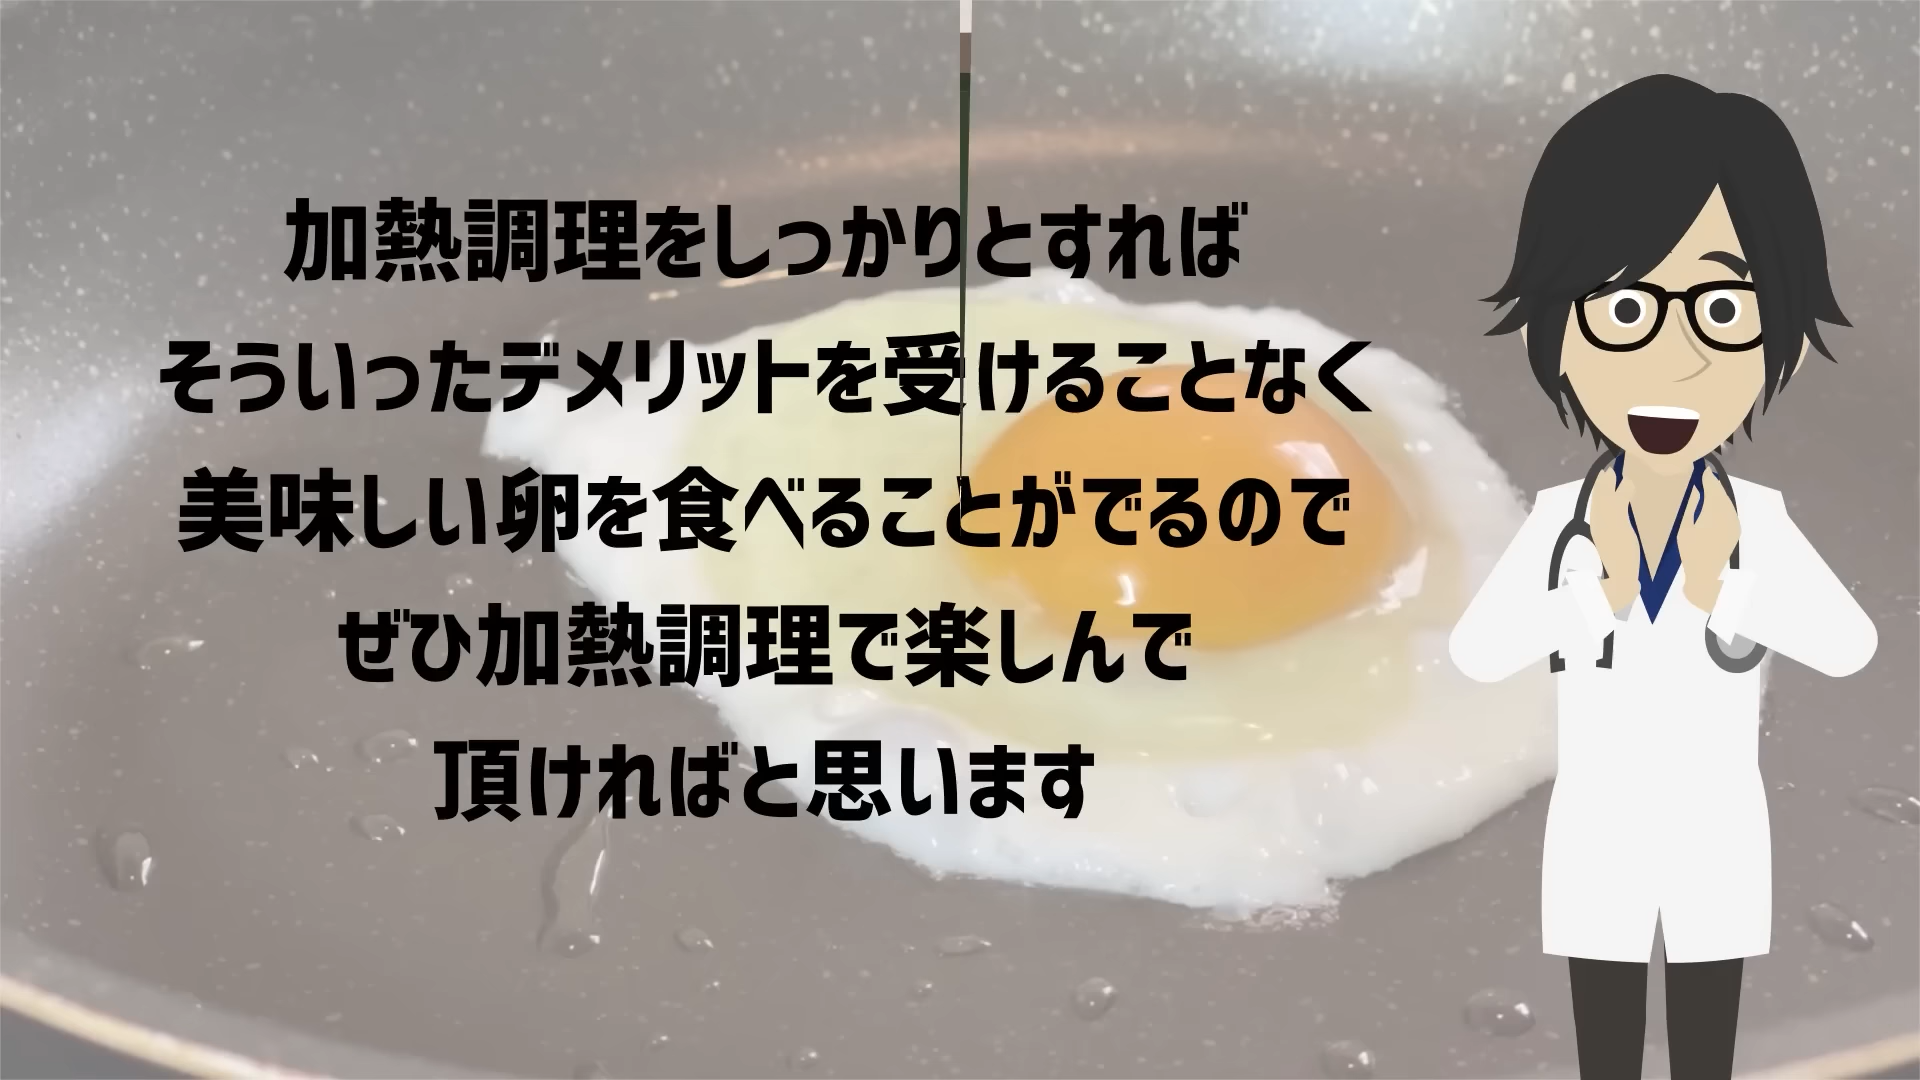 加熱調理をしっかりとすれば
そういったデメリットを受けることなく
美味しい卵を食べることができるので
ぜひ加熱調理で楽しんで
頂ければと思います